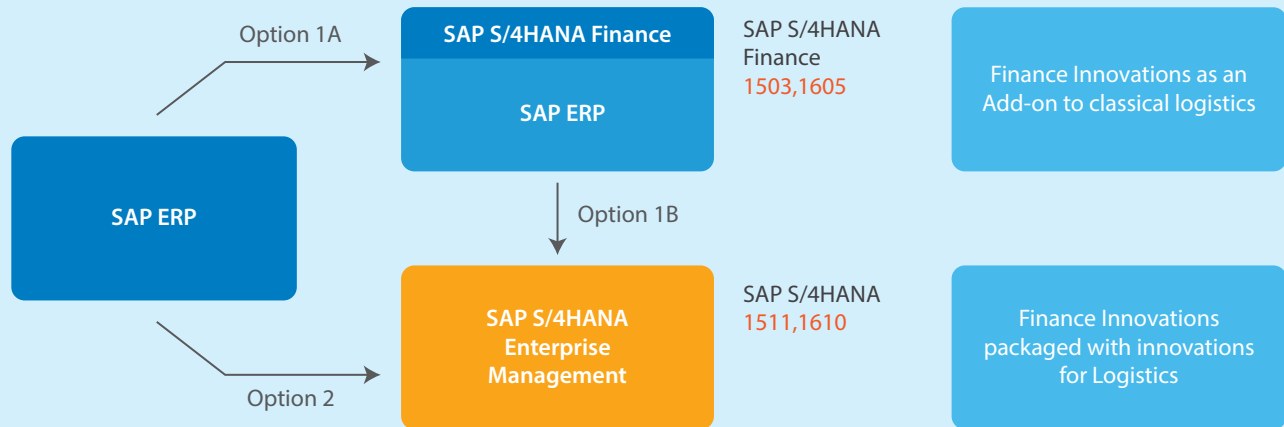 Option 1A
SAP S/4HANA Finance
SAP ERP
SAP S/4HANA
Finance
1503,1605
Finance Innovations as an
Add-on to classical logistics
SAP ERP
Option 1B
SAP S/4HANA
Enterprise
Management
SAP S/4HANA
1511,1610
Finance Innovations
packaged with innovations
for Logistics
Option 2